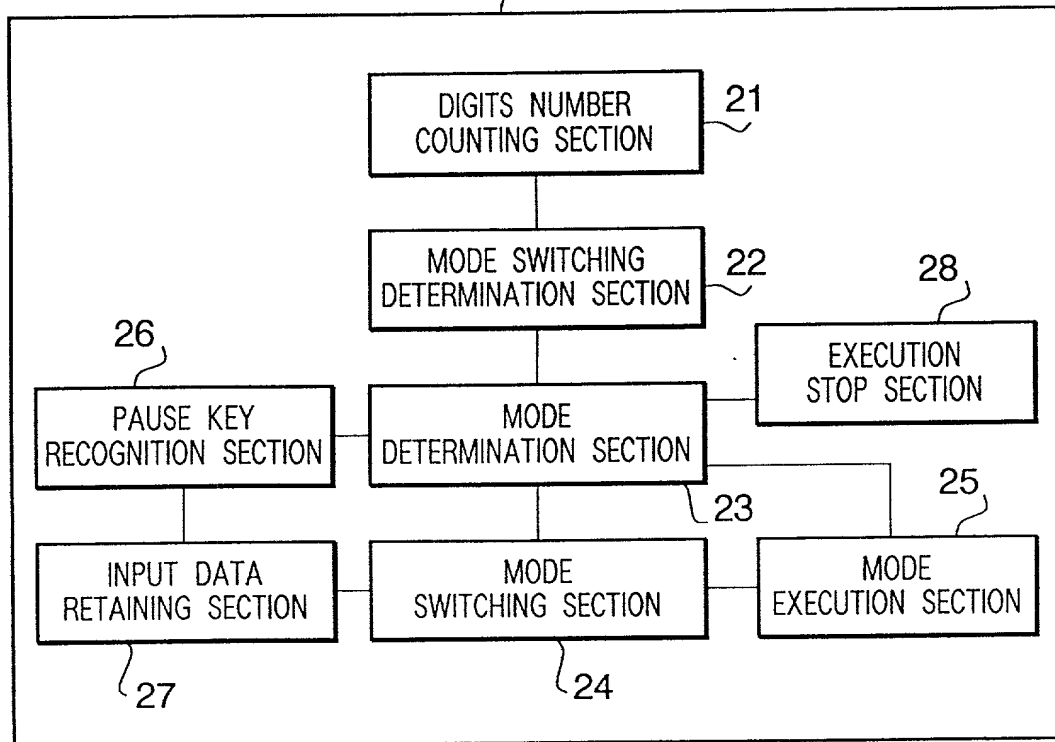 DIGITS NUMBER
COUNTING SECTION
21
MODE SWITCHING
DETERMINATION SECTION
22
28
EXECUTION
STOP SECTION
26
PAUSE KEY
RECOGNITION SECTION
MODE
DETERMINATION SECTION
23
25
INPUT DATA
RETAINING SECTION
27
MODE
SWITCHING SECTION
24
MODE
EXECUTION SECTION